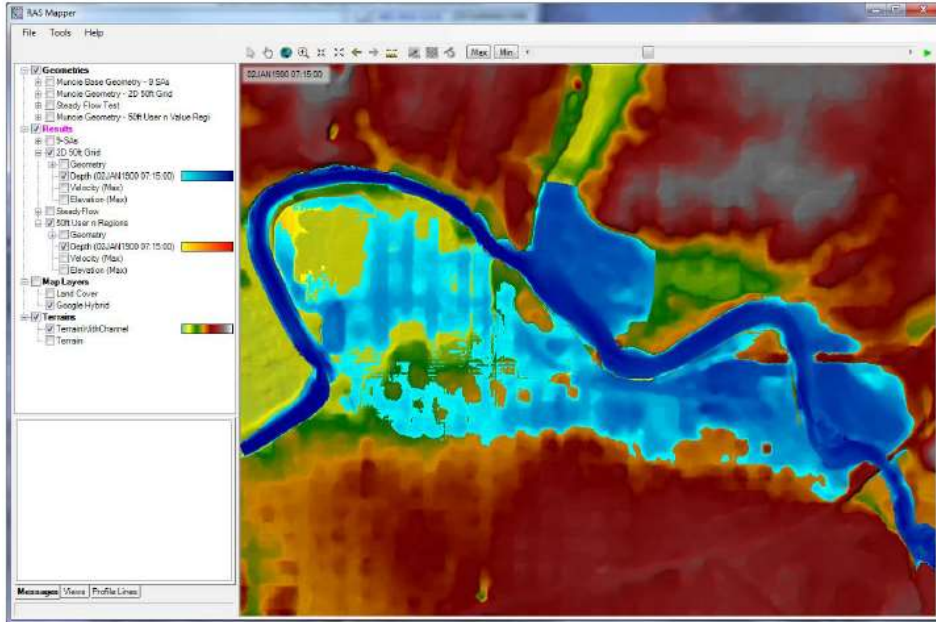 RAS Mapper
File Tools Help
Max Min
Geometries
Muncie Base Geometry - 9 SAs
Muncie Geometry - 2D 50ft Grid
Steady Flow Test
Muncie Geometry - 50ft User n Value Regi
Results
9-SAs
2D 50ft Grid
Geometry
Depth (02JAN1900 07:15:00)
Velocity (Max)
Elevation (Max)
SteadyFlow
50ft User n Regions
Geometry
Depth (02JAN1900 07:15:00)
Velocity (Max)
Elevation (Max)
Map Layers
Land Cover
Google Hybrid
Terrains
TerrainWithChannel
Terrain
02JAN1900 07:15:00
Messages Views Profile Lines